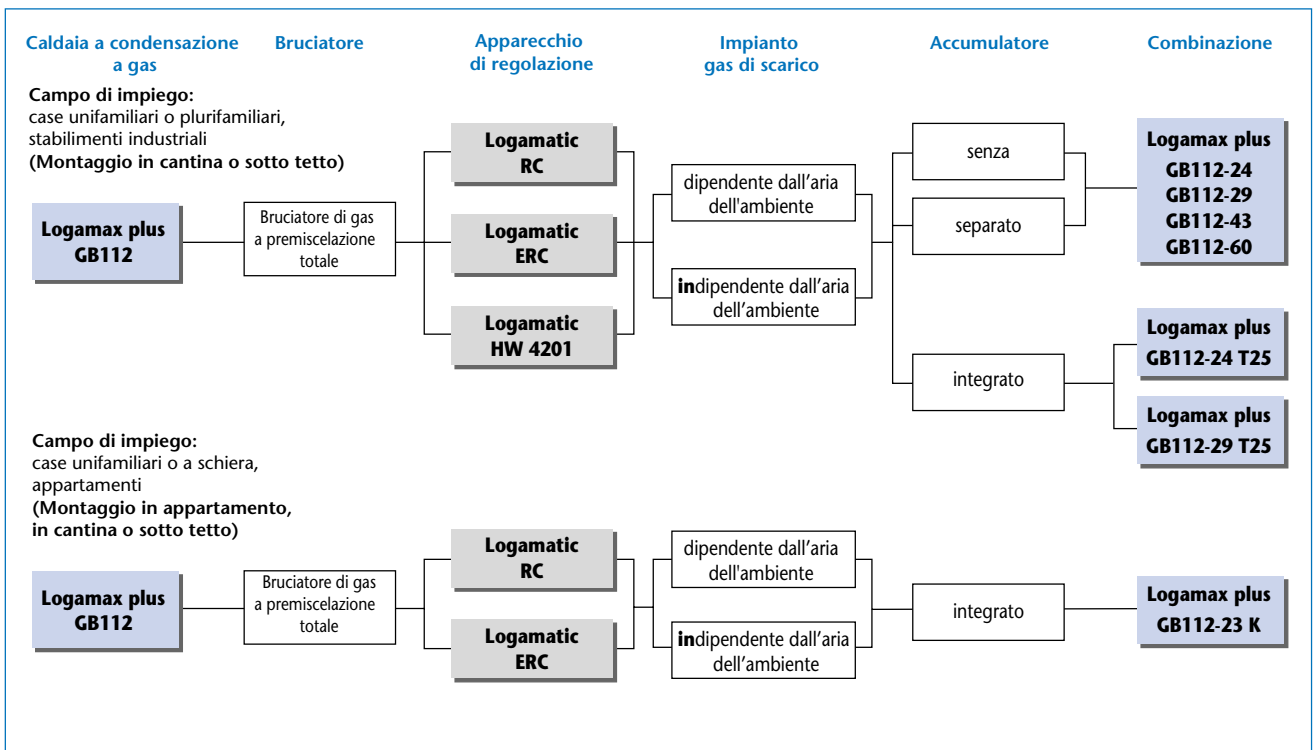 Caldaia a condensazione
a gas
Bruciatore
Apparecchio
di regolazione
Impianto
gas di scarico
Accumulatore
Combinazione
Campo di impiego:
case unifamiliari o plurifamiliari,
stabilimenti industriali
(Montaggio in cantina o sotto tetto)
Logamax plus
GB112
Bruciatore di gas
a premiscelazione
totale
Logamatic
RC
Logamatic
ERC
Logamatic
HW 4201
dipendente dall'aria
dell'ambiente
indipendente dall'aria
dell'ambiente
senza
separato
integrato
Logamax plus
GB112-24
GB112-29
GB112-43
GB112-60
Logamax plus
GB112-24 T25
Logamax plus
GB112-29 T25
Campo di impiego:
case unifamiliari o a schiera,
appartamenti
(Montaggio in appartamento,
in cantina o sotto tetto)
Logamax plus
GB112
Bruciatore di gas
a premiscelazione
totale
Logamatic
RC
Logamatic
ERC
dipendente dall'aria
dell'ambiente
indipendente dall'aria
dell'ambiente
integrato
Logamax plus
GB112-23 K